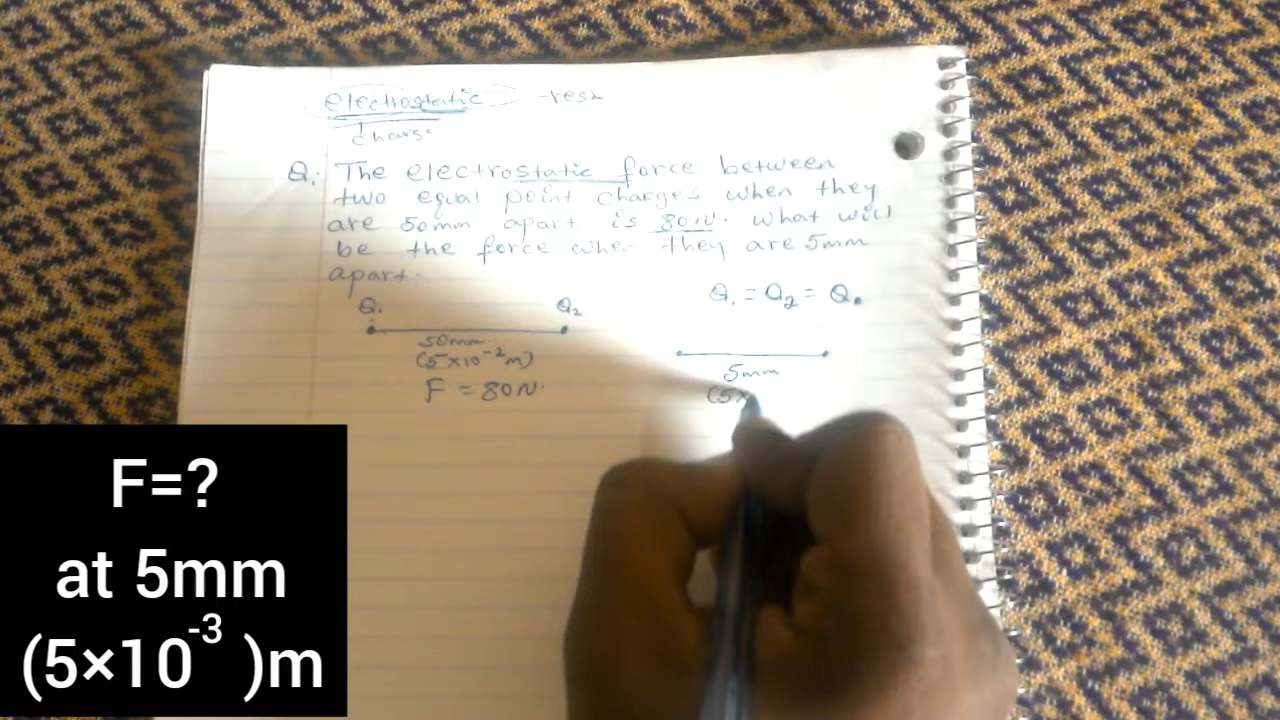 electrostatic - rest
charge
Q. The electrostatic force between
two equal point charges when they
are 50mm apart is 80N. What will
be the force when they are 5mm
apart.
Q₁ Q₂
Q₁ = Q₂ = Q.
50mm
(5×10⁻²m)
F = 80N.
5mm
(5×
F=?
at 5mm
(5×10⁻³ )m